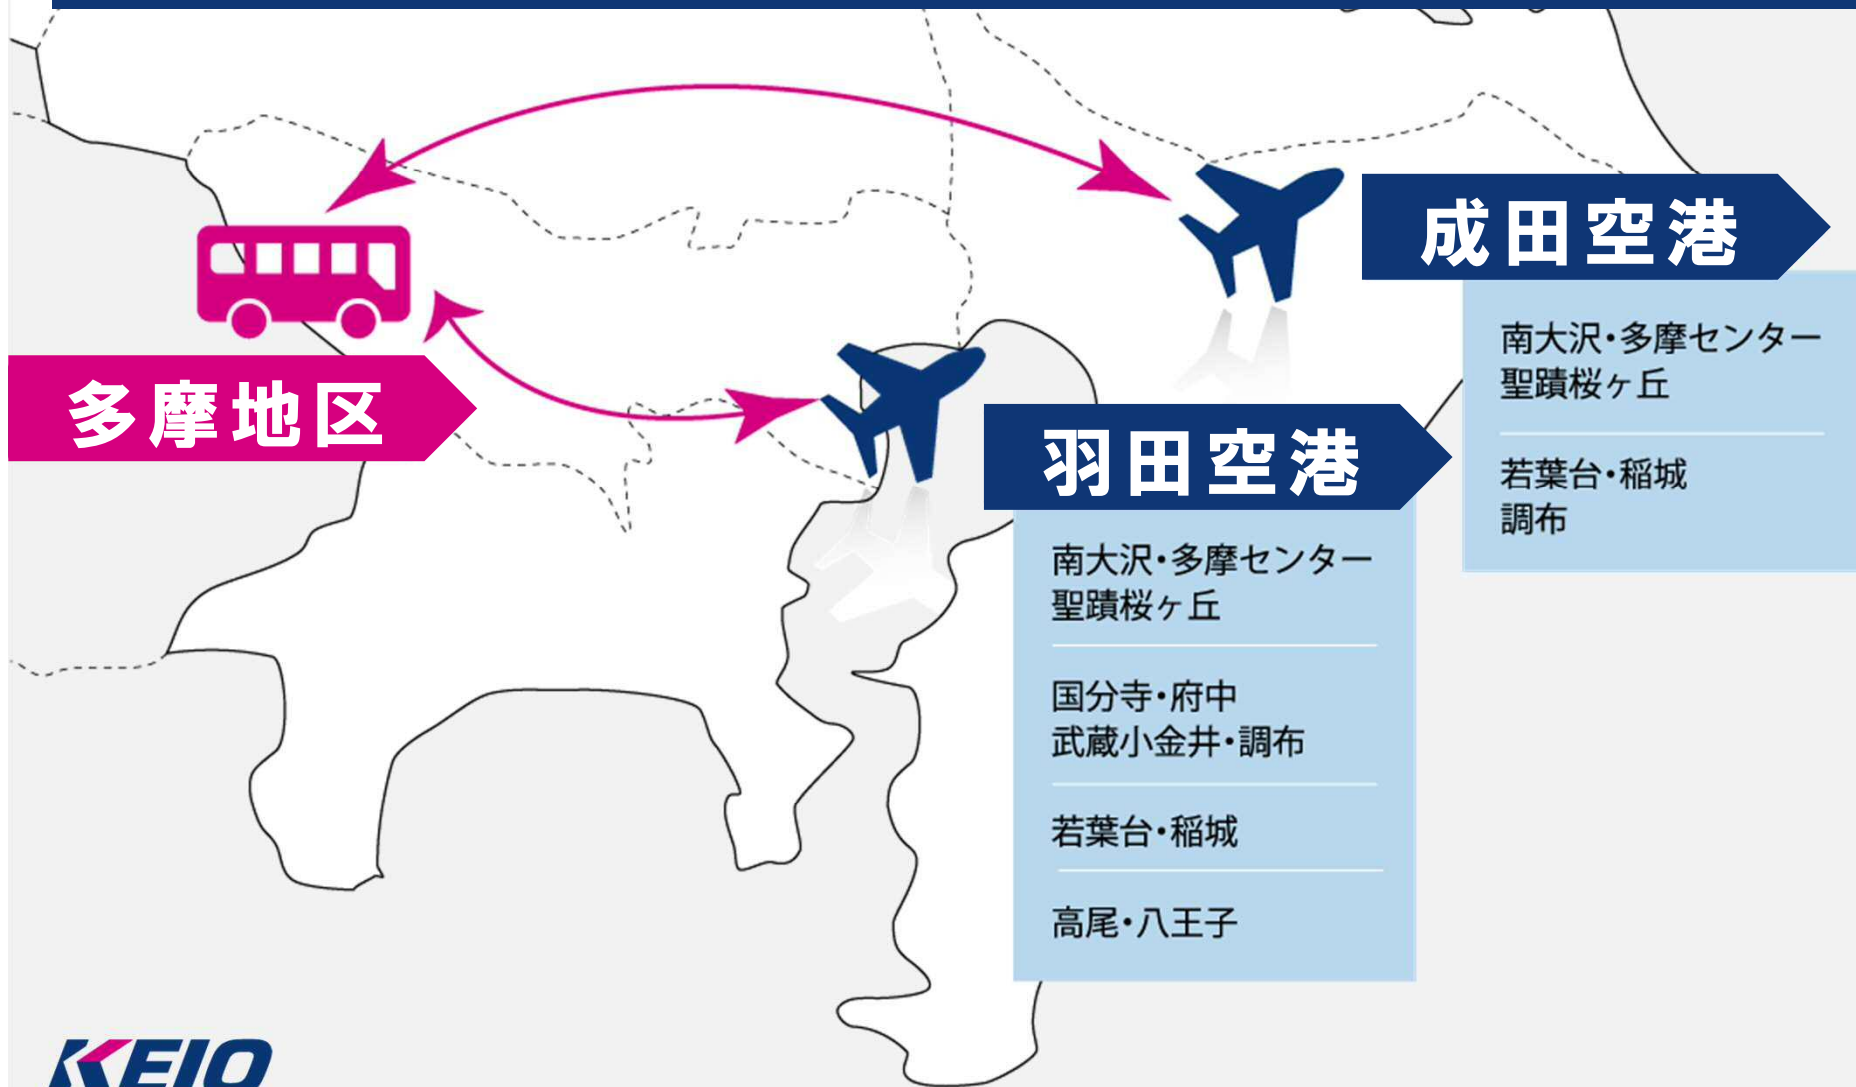 成田空港
南大沢・多摩センター
聖蹟桜ヶ丘
若葉台・稲城
調布
多摩地区
羽田空港
南大沢・多摩センター
聖蹟桜ヶ丘
国分寺・府中
武蔵小金井・調布
若葉台・稲城
高尾・八王子
KEIO